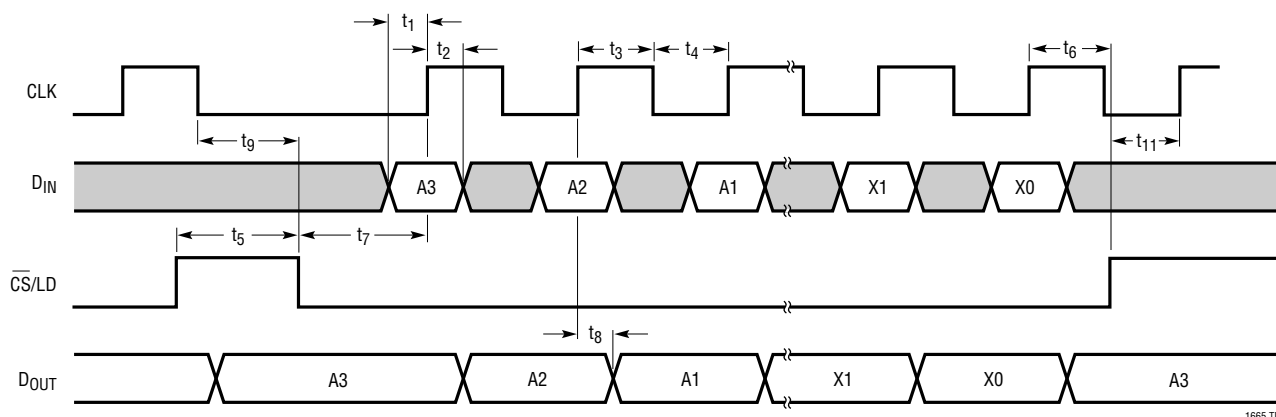 t1
t2
t3
t4
t6
CLK
t9
t11
DIN
A3
A2
A1
X1
X0
t5
t7
CS/LD
t8
DOUT
A3
A2
A1
X1
X0
A3